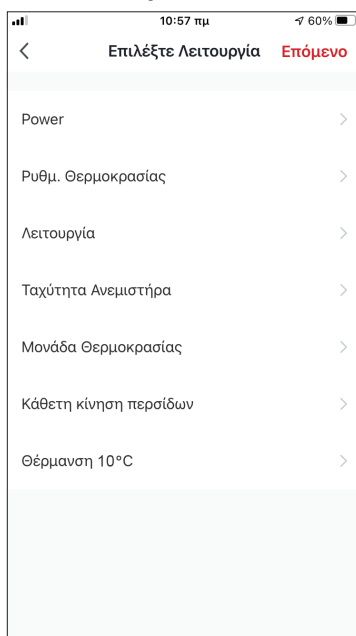 10:57 πμ
60%
Επιλέξτε Λειτουργία
Επόμενο
Power
Ρυθμ. Θερμοκρασίας
Λειτουργία
Ταχύτητα Ανεμιστήρα
Μονάδα Θερμοκρασίας
Κάθετη κίνηση περσίδων
Θέρμανση 10°C